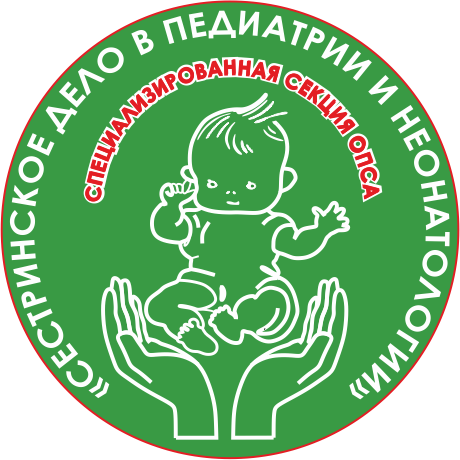 «СЕСТРИНСКОЕ ДЕЛО В ПЕДИАТРИИ И НЕОНАТОЛОГИИ»
СПЕЦИАЛИЗИРОВАННАЯ СЕКЦИЯ ОПСА